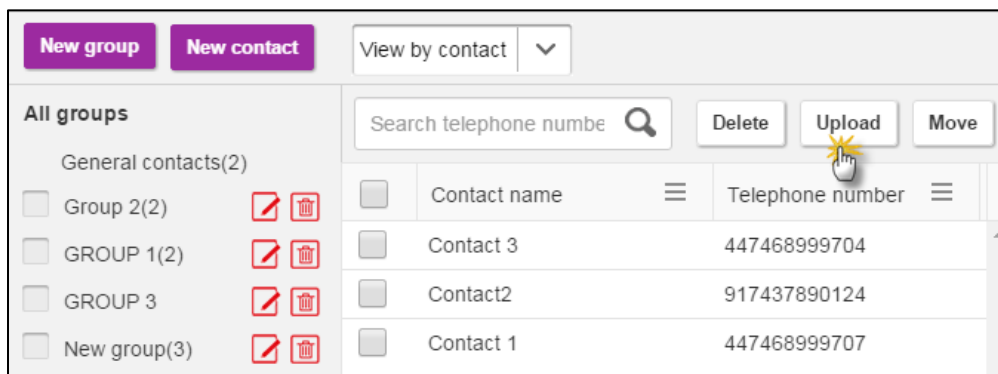 New group New contact View by contact
All groups
Search telephone numbe Delete Upload Move
General contacts(2)
Contact name Telephone number
Group 2(2)
Contact 3 447468999704
GROUP 1(2)
Contact2 917437890124
GROUP 3
Contact 1 447468999707
New group(3)